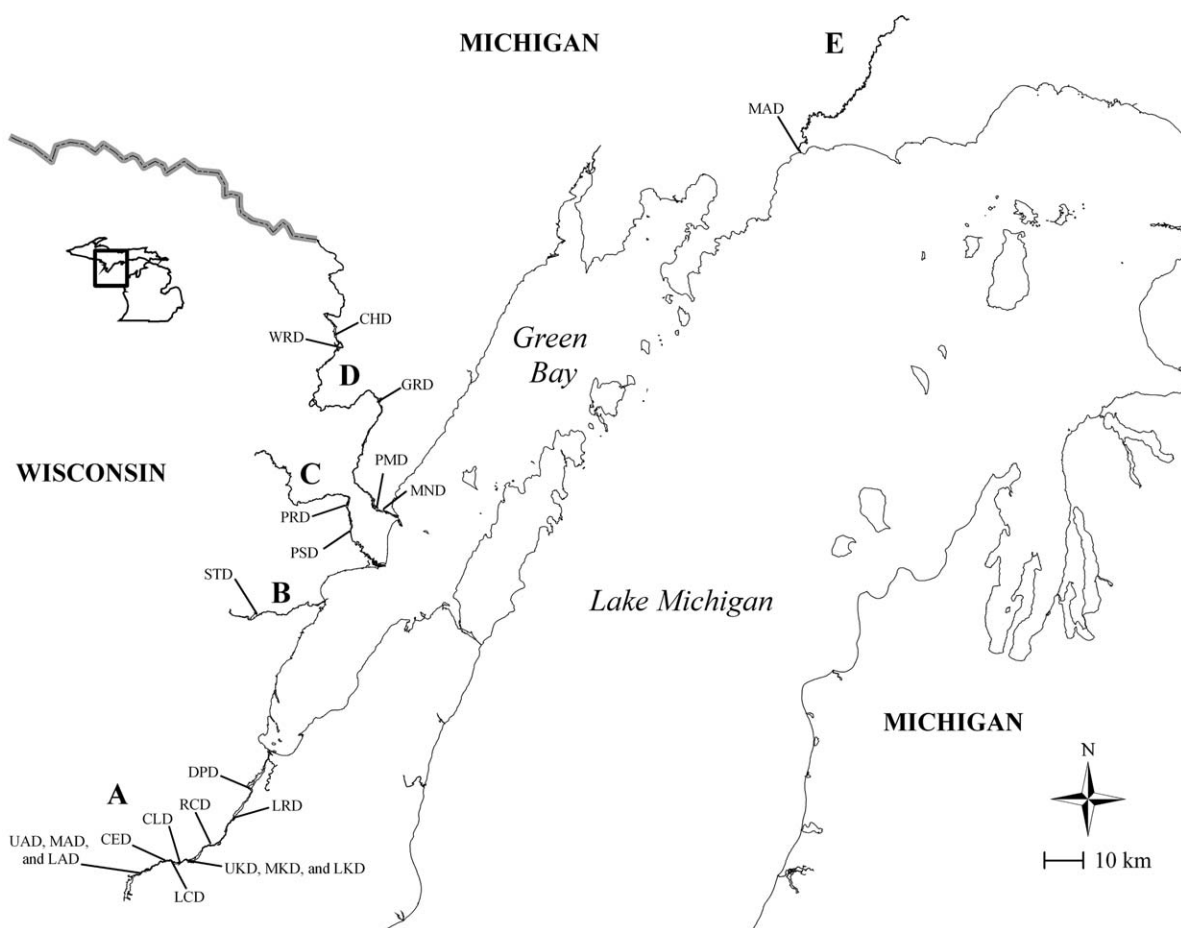 MICHIGAN
E
MAD
CHD
WRD
Green
Bay
D
GRD
WISCONSIN
C
PMD
MND
PRD
PSD
STD
B
Lake Michigan
MICHIGAN
N
DPD
A
RCD
LRD
CLD
CED
UAD, MAD,
and LAD
UKD, MKD, and LKD
LCD
10 km